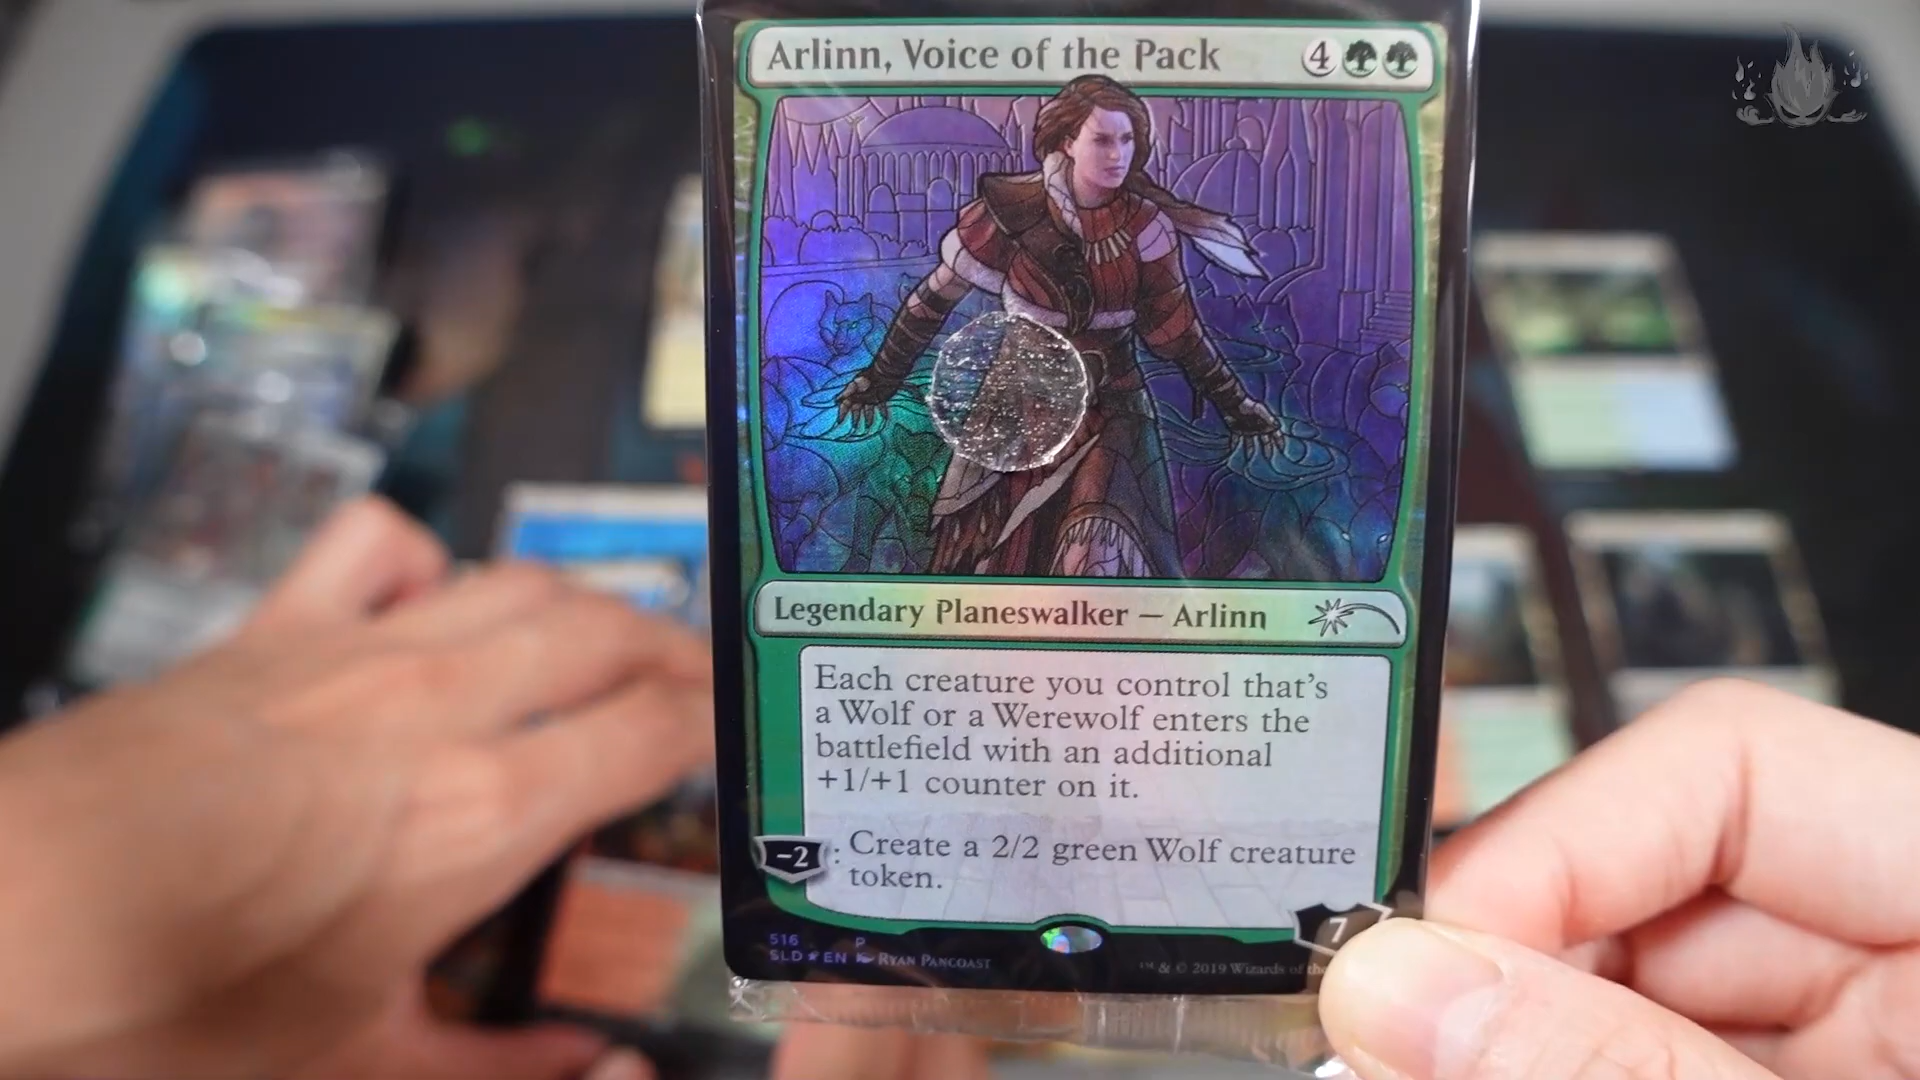 Arlinn, Voice of the Pack 4
Legendary Planeswalker — Arlinn
Each creature you control that's
a Wolf or a Werewolf enters the
battlefield with an additional
+1/+1 counter on it.
−2: Create a 2/2 green Wolf creature
token.
7
516 P
SLD★EN RYAN PANCOAST
™ & © 2019 Wizards of the